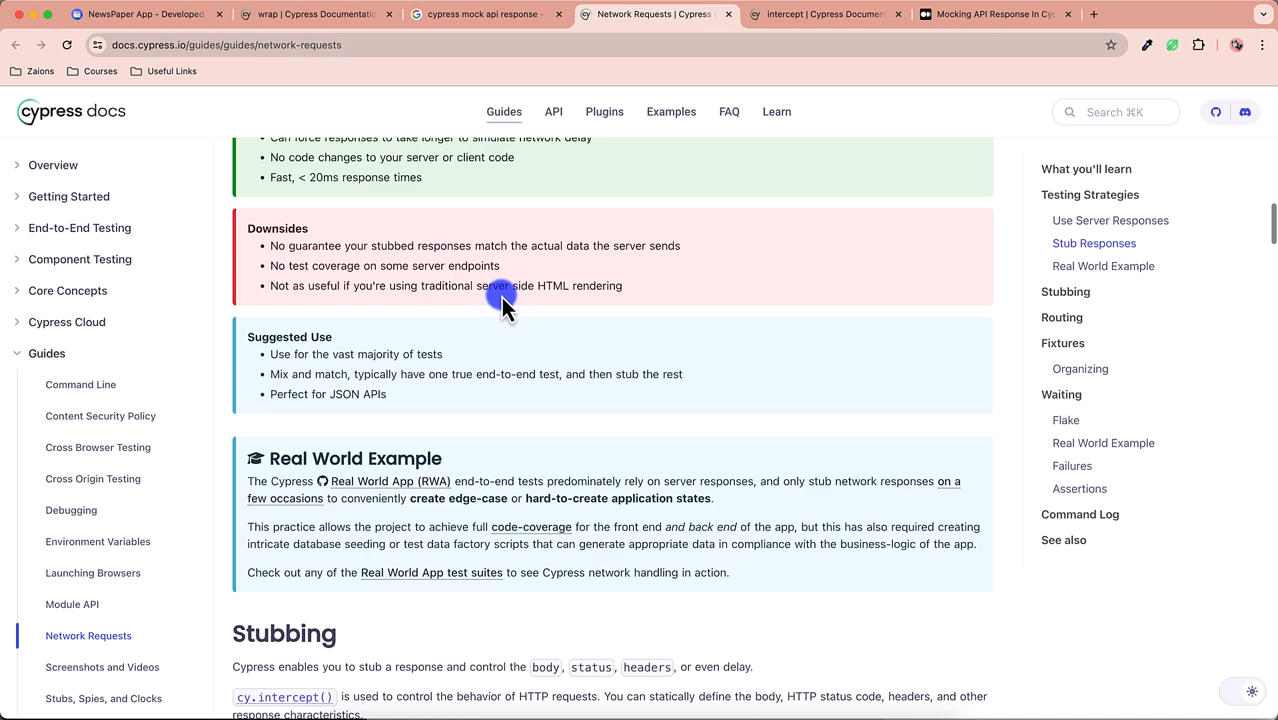 NewsPaper App - Developed
wrap | Cypress Documentatio
cypress mock api response -
Network Requests | Cypress D
intercept | Cypress Documen
Mocking API Response In Cyp
docs.cypress.io/guides/guides/network-requests
Zaions
Courses
Useful Links
cypress docs
Guides
API
Plugins
Examples
FAQ
Learn
Search ⌘K
Overview
Getting Started
End-to-End Testing
Component Testing
Core Concepts
Cypress Cloud
Guides
Command Line
Content Security Policy
Cross Browser Testing
Cross Origin Testing
Debugging
Environment Variables
Launching Browsers
Module API
Network Requests
Screenshots and Videos
Stubs, Spies, and Clocks
Can force responses to take longer to simulate network delay
No code changes to your server or client code
Fast, < 20ms response times
Downsides
No guarantee your stubbed responses match the actual data the server sends
No test coverage on some server endpoints
Not as useful if you're using traditional server side HTML rendering
Suggested Use
Use for the vast majority of tests
Mix and match, typically have one true end-to-end test, and then stub the rest
Perfect for JSON APIs
Real World Example
The Cypress Real World App (RWA) end-to-end tests predominately rely on server responses, and only stub network responses on a
few occasions to conveniently create edge-case or hard-to-create application states.
This practice allows the project to achieve full code-coverage for the front end and back end of the app, but this has also required creating
intricate database seeding or test data factory scripts that can generate appropriate data in compliance with the business-logic of the app.
Check out any of the Real World App test suites to see Cypress network handling in action.
Stubbing
Cypress enables you to stub a response and control the body, status, headers, or even delay.
cy.intercept() is used to control the behavior of HTTP requests. You can statically define the body, HTTP status code, headers, and other
response characteristics.
What you'll learn
Testing Strategies
Use Server Responses
Stub Responses
Real World Example
Stubbing
Routing
Fixtures
Organizing
Waiting
Flake
Real World Example
Failures
Assertions
Command Log
See also